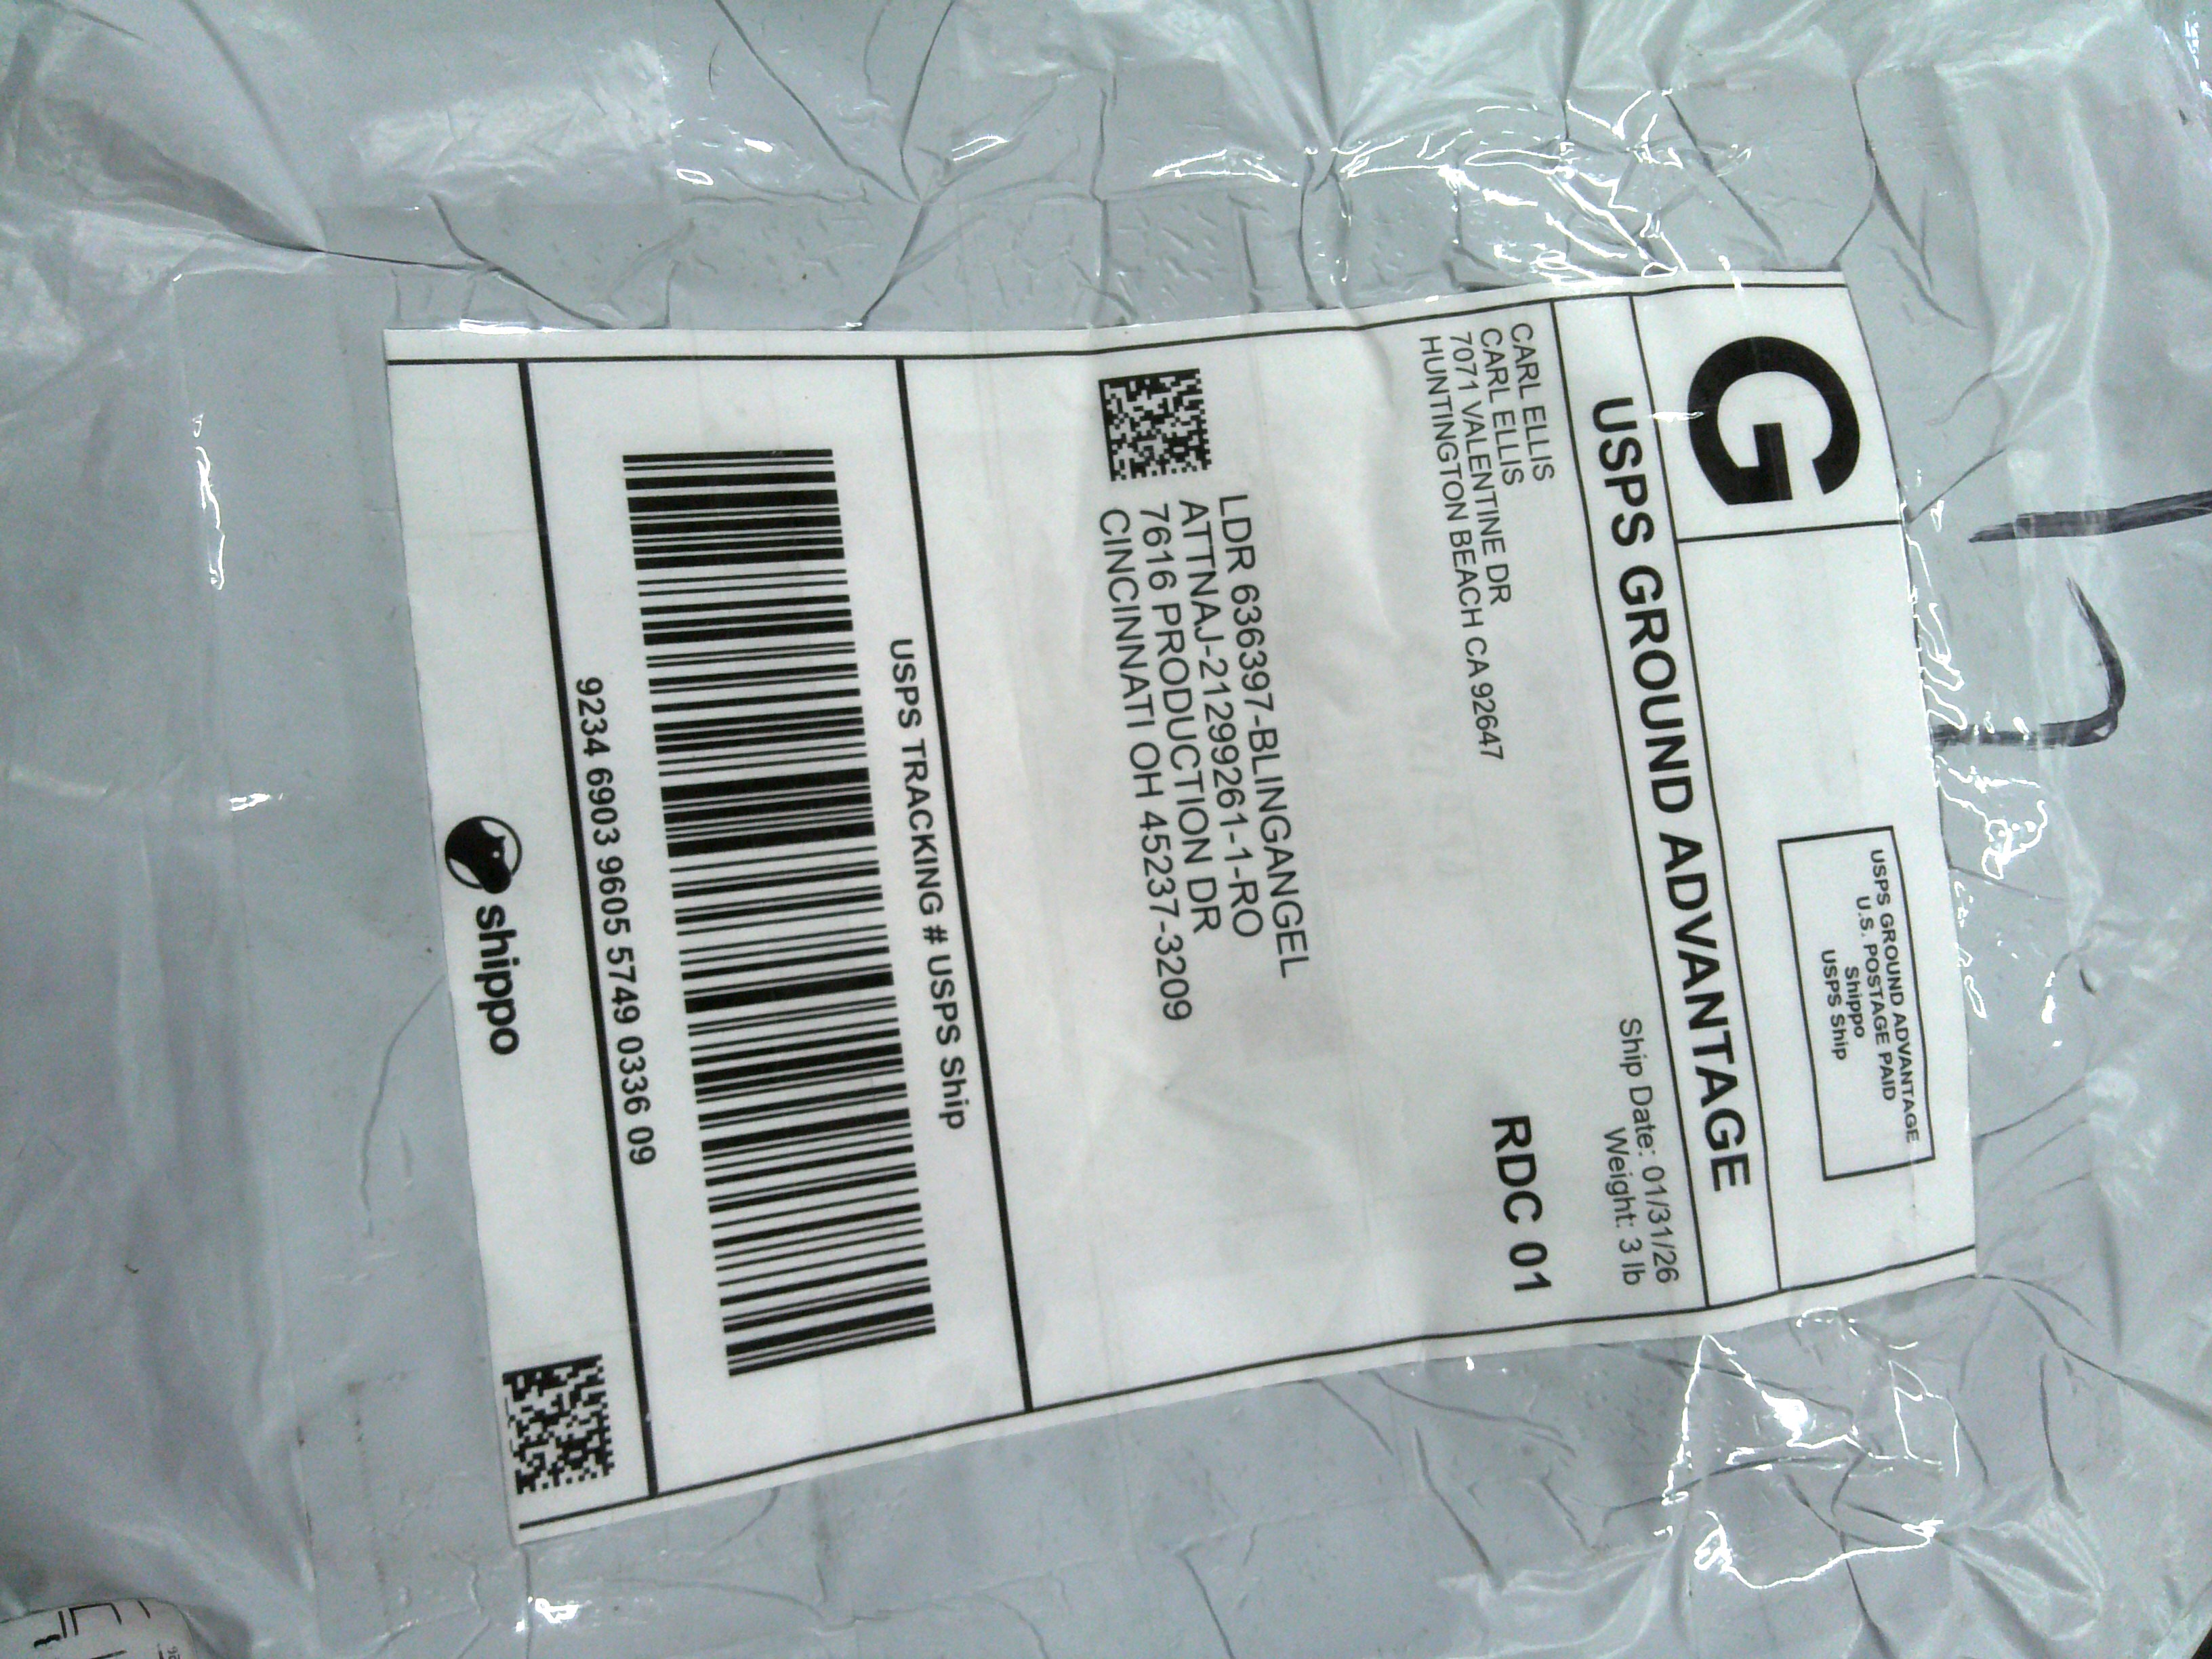 G
USPS GROUND ADVANTAGE
U.S. POSTAGE PAID
Shippo
USPS Ship
USPS GROUND ADVANTAGE
CARL ELLIS
CARL ELLIS
7071 VALENTINE DR
HUNTINGTON BEACH CA 92647
Ship Date: 01/31/26
Weight: 3 lb
RDC 01
LDR 636397-BLINGANGEL
ATTNAJ-21299261-1-RO
7616 PRODUCTION DR
CINCINNATI OH 45237-3209
USPS TRACKING # USPS Ship
9234 6903 9605 5749 0336 09
shippo